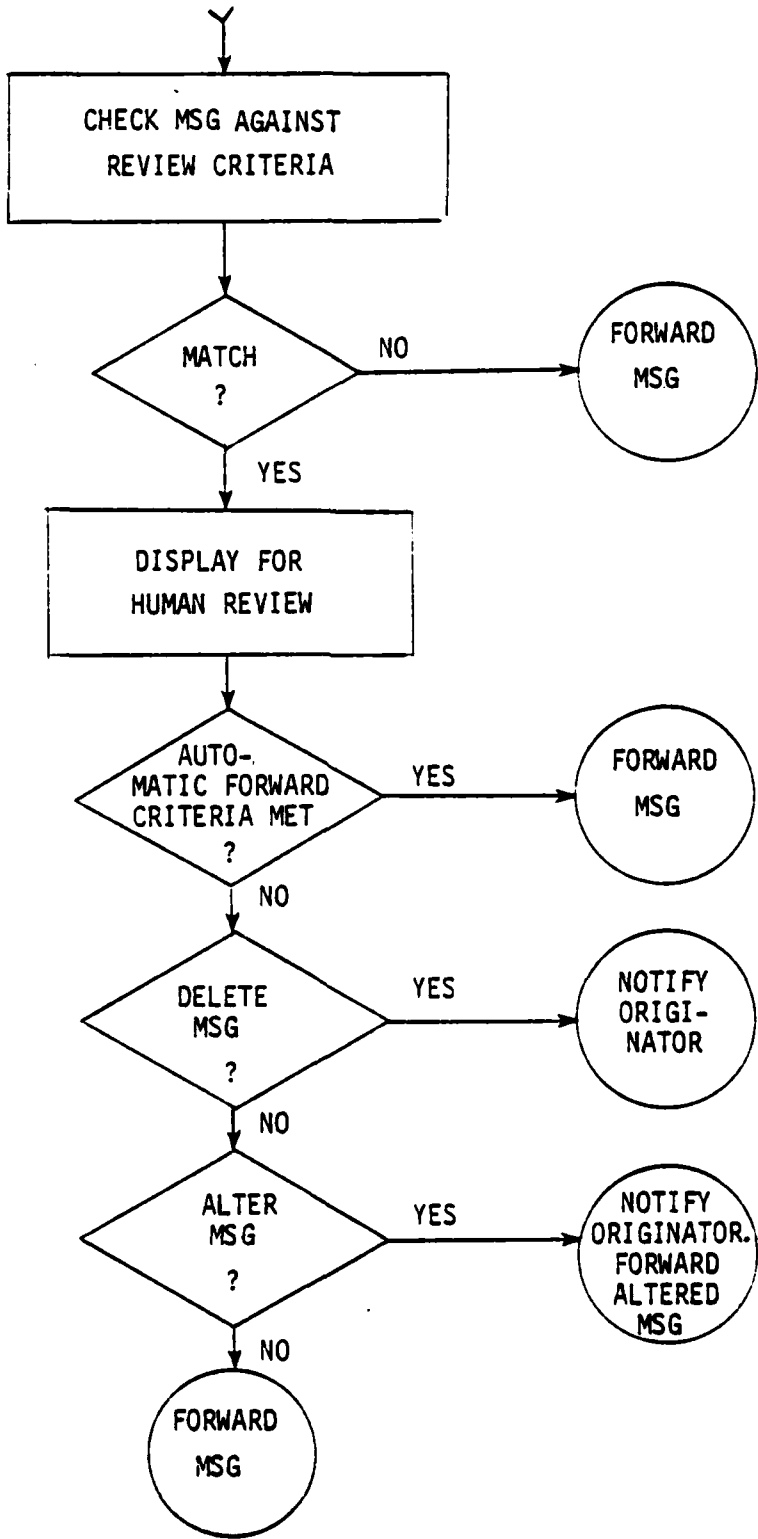 CHECK MSG AGAINST
REVIEW CRITERIA
MATCH
?
NO
FORWARD
MSG
YES
DISPLAY FOR
HUMAN REVIEW
AUTO-
MATIC FORWARD
CRITERIA MET
?
YES
FORWARD
MSG
NO
DELETE
MSG
?
YES
NOTIFY
ORIGI-
NATOR
NO
ALTER
MSG
?
YES
NOTIFY
ORIGINATOR.
FORWARD
ALTERED
MSG
NO
FORWARD
MSG